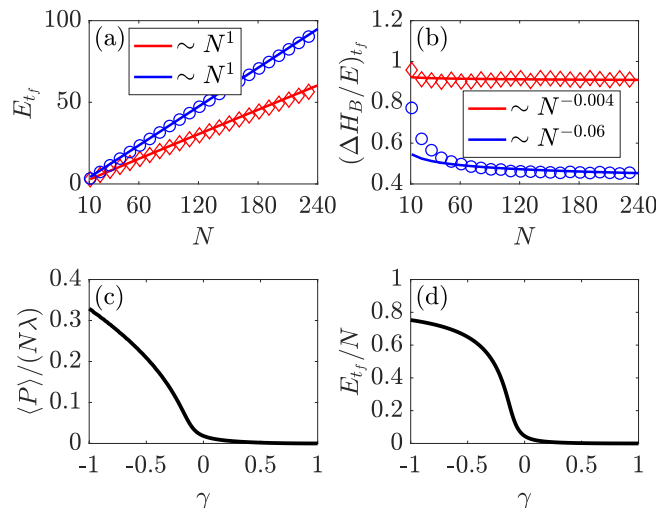 (a)
∼ N^1
∼ N^1
E_{t_f}
100
50
0
10 60 120 180 240
N
(b)
∼ N^{-0.004}
∼ N^{-0.06}
(ΔH_B/E)_{t_f}
1.2
1
0.8
0.6
0.4
10 60 120 180 240
N
(c)
⟨P⟩/(Nλ)
0.4
0.3
0.2
0.1
0
-1 -0.5 0 0.5 1
γ
(d)
E_{t_f}/N
1
0.8
0.6
0.4
0.2
0
-1 -0.5 0 0.5 1
γ